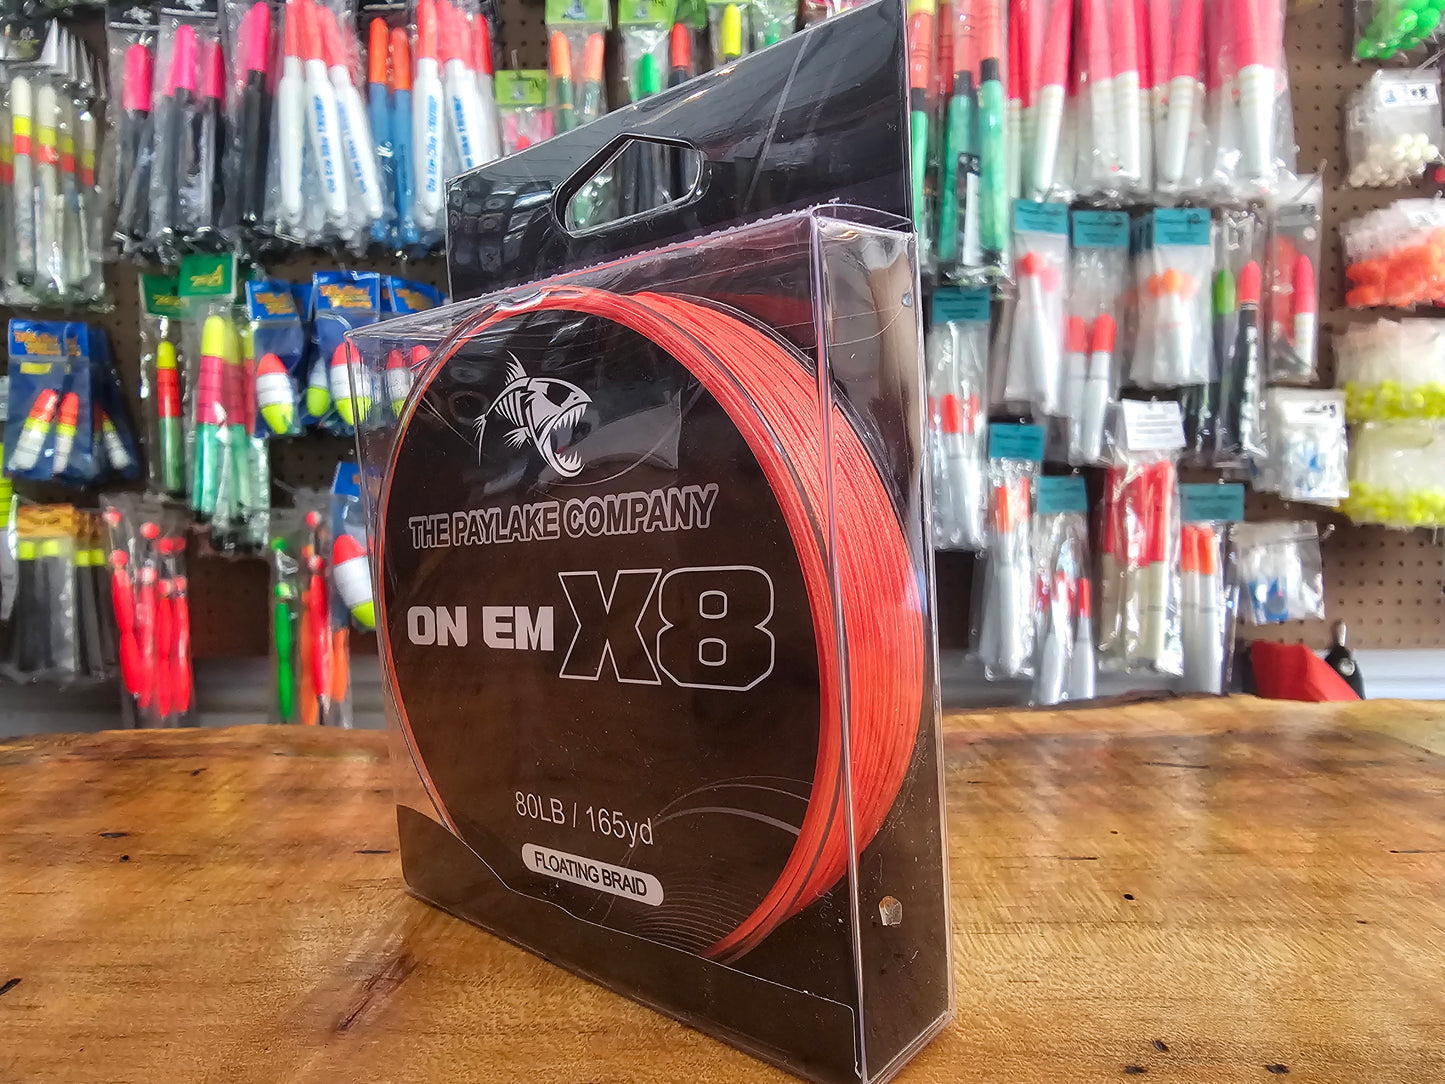 THE PAYLAKE COMPANY
ON EM X8
80LB / 165yd
FLOATING BRAID